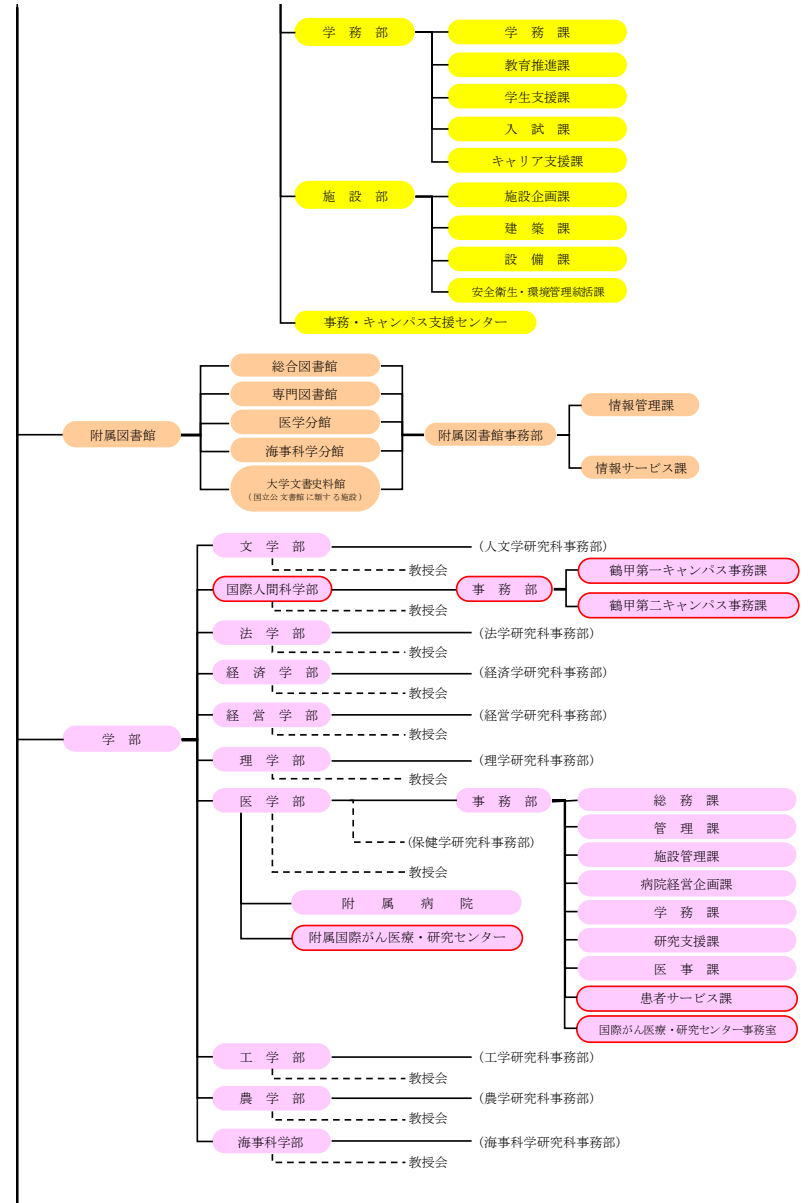 学務部
学務課
教育推進課
学生支援課
入試課
キャリア支援課
施設部
施設企画課
建築課
設備課
安全衛生・環境管理統括課
事務・キャンパス支援センター
附属図書館
総合図書館
専門図書館
医学分館
海事科学分館
大学文書史料館
(国立公文書館に類する施設)
附属図書館事務部
情報管理課
情報サービス課
学部
文学部
(人文学研究科事務部)
教授会
国際人間科学部
事務部
鶴甲第一キャンパス事務課
鶴甲第二キャンパス事務課
教授会
法学部
(法学研究科事務部)
教授会
経済学部
(経済学研究科事務部)
教授会
経営学部
(経営学研究科事務部)
教授会
理学部
(理学研究科事務部)
教授会
医学部
事務部
総務課
管理課
施設管理課
病院経営企画課
学務課
研究支援課
医事課
患者サービス課
国際がん医療・研究センター事務室
(保健学研究科事務部)
教授会
附属病院
附属国際がん医療・研究センター
工学部
(工学研究科事務部)
教授会
農学部
(農学研究科事務部)
教授会
海事科学部
(海事科学研究科事務部)
教授会